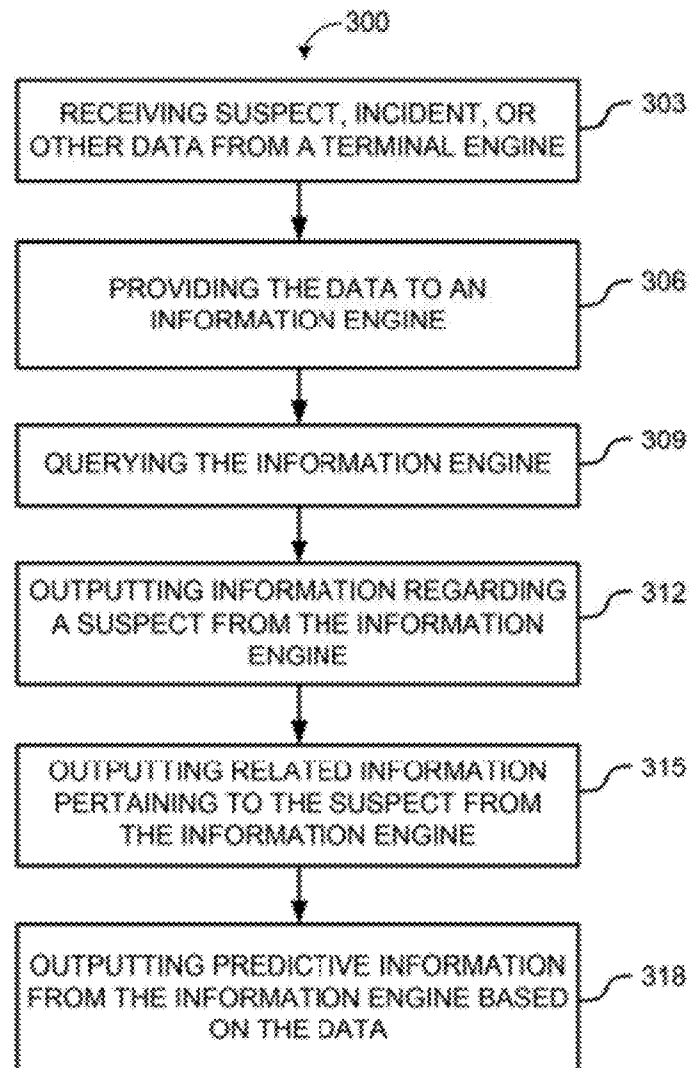 300
RECEIVING SUSPECT, INCIDENT, OR
OTHER DATA FROM A TERMINAL ENGINE
303
PROVIDING THE DATA TO AN
INFORMATION ENGINE
306
QUERYING THE INFORMATION ENGINE
309
OUTPUTTING INFORMATION REGARDING
A SUSPECT FROM THE INFORMATION
ENGINE
312
OUTPUTTING RELATED INFORMATION
PERTAINING TO THE SUSPECT FROM
THE INFORMATION ENGINE
315
OUTPUTTING PREDICTIVE INFORMATION
FROM THE INFORMATION ENGINE BASED
ON THE DATA
318